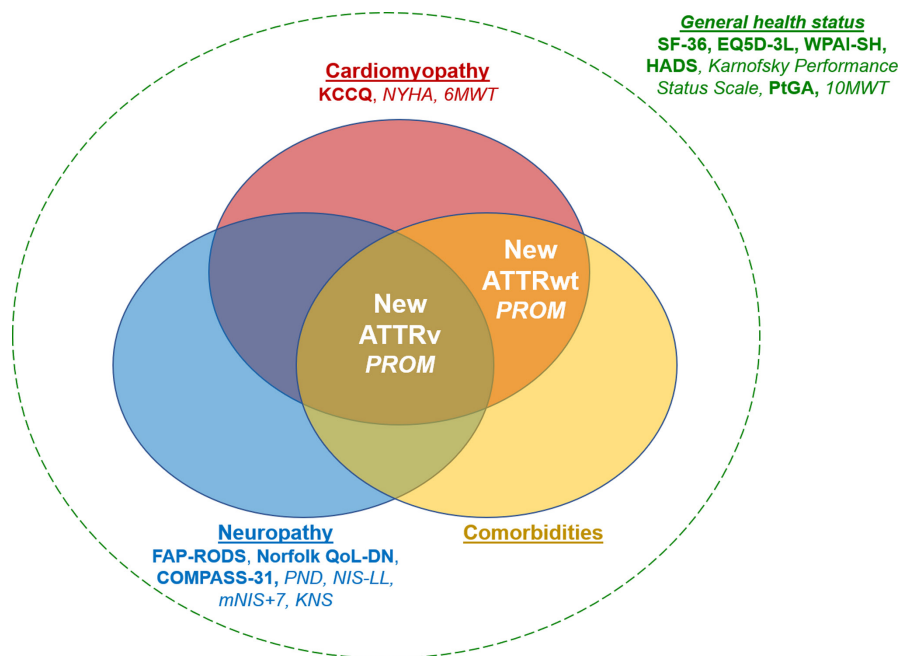 General health status
SF-36, EQ5D-3L, WPAI-SH,
HADS, Karnofsky Performance
Status Scale, PtGA, 10MWT
Cardiomyopathy
KCCQ, NYHA, 6MWT
New
ATTRwt
PROM
New
ATTRv
PROM
Neuropathy
FAP-RODS, Norfolk QoL-DN,
COMPASS-31, PND, NIS-LL,
mNIS+7, KNS
Comorbidities